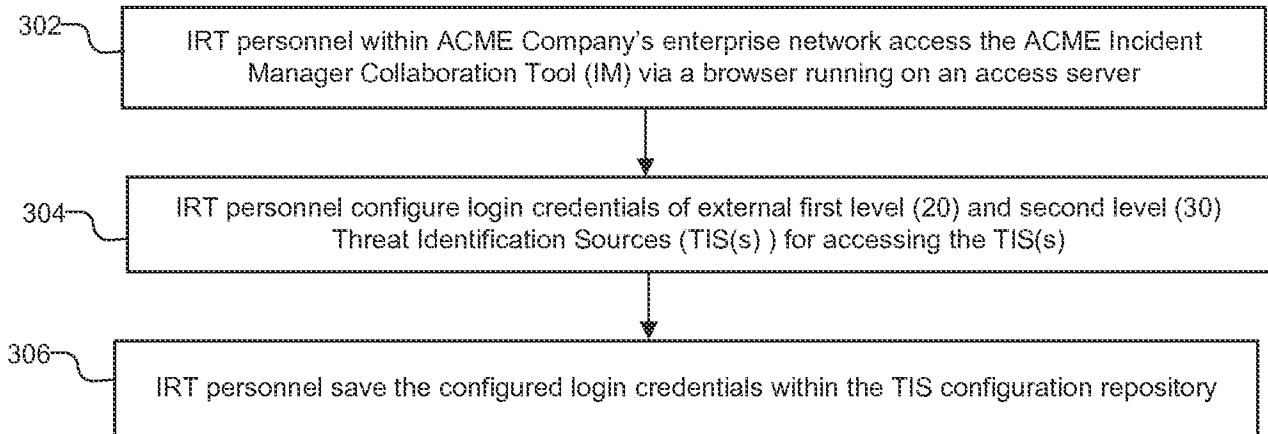 302
IRT personnel within ACME Company's enterprise network access the ACME Incident
Manager Collaboration Tool (IM) via a browser running on an access server
304
IRT personnel configure login credentials of external first level (20) and second level (30)
Threat Identification Sources (TIS(s) ) for accessing the TIS(s)
306
IRT personnel save the configured login credentials within the TIS configuration repository